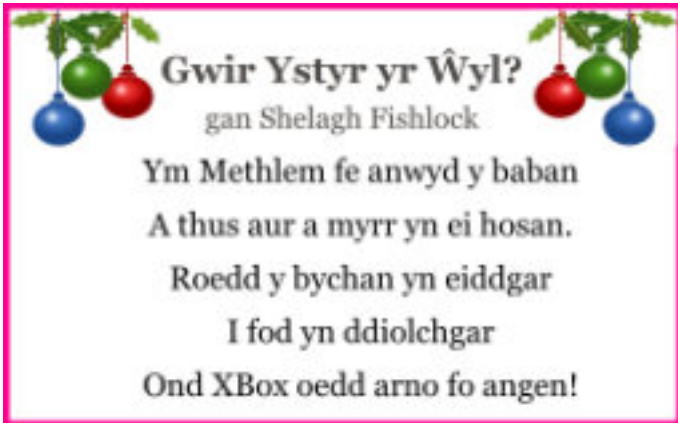 Gwir Ystyr yr Ŵyl?
gan Shelagh Fishlock
Ym Methlem fe anwyd y baban
A thus aur a myrr yn ei hosan.
Roedd y bychan yn eiddgar
I fod yn ddiolchgar
Ond XBox oedd arno fo angen!